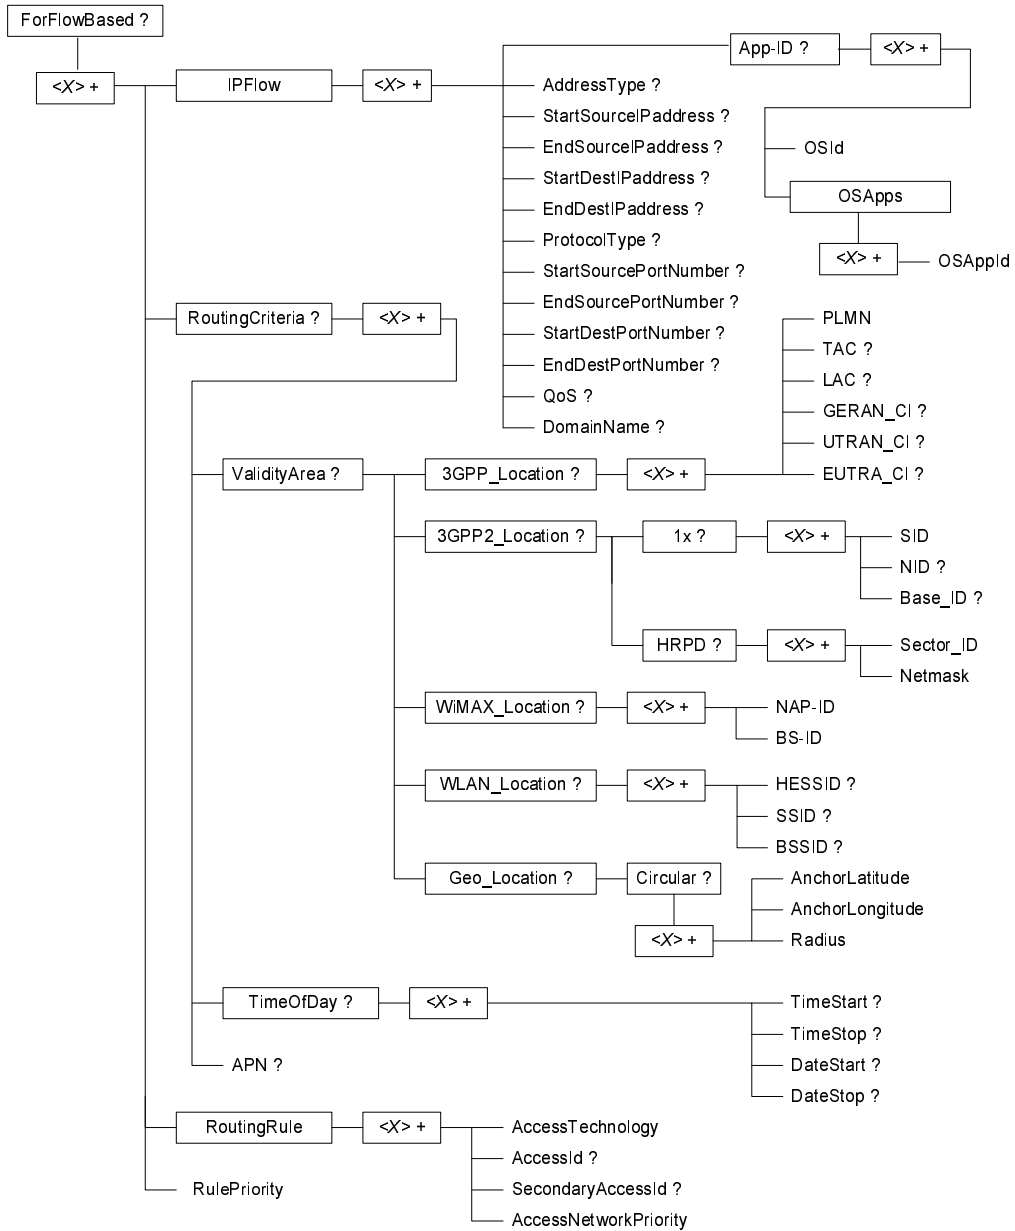 ForFlowBased ?
<X> +
IPFlow
<X> +
App-ID ?
<X> +
OSId
OSApps
<X> +
OSAppId
AddressType ?
StartSourceIPaddress ?
EndSourceIPaddress ?
StartDestIPaddress ?
EndDestIPaddress ?
ProtocolType ?
StartSourcePortNumber ?
EndSourcePortNumber ?
StartDestPortNumber ?
EndDestPortNumber ?
QoS ?
DomainName ?
RoutingCriteria ?
<X> +
ValidityArea ?
3GPP_Location ?
<X> +
PLMN
TAC ?
LAC ?
GERAN_CI ?
UTRAN_CI ?
EUTRA_CI ?
3GPP2_Location ?
1x ?
<X> +
SID
NID ?
Base_ID ?
HRPD ?
<X> +
Sector_ID
Netmask
WiMAX_Location ?
<X> +
NAP-ID
BS-ID
WLAN_Location ?
<X> +
HESSID ?
SSID ?
BSSID ?
Geo_Location ?
Circular ?
<X> +
AnchorLatitude
AnchorLongitude
Radius
TimeOfDay ?
<X> +
TimeStart ?
TimeStop ?
DateStart ?
DateStop ?
APN ?
RoutingRule
<X> +
AccessTechnology
AccessId ?
SecondaryAccessId ?
AccessNetworkPriority
RulePriority